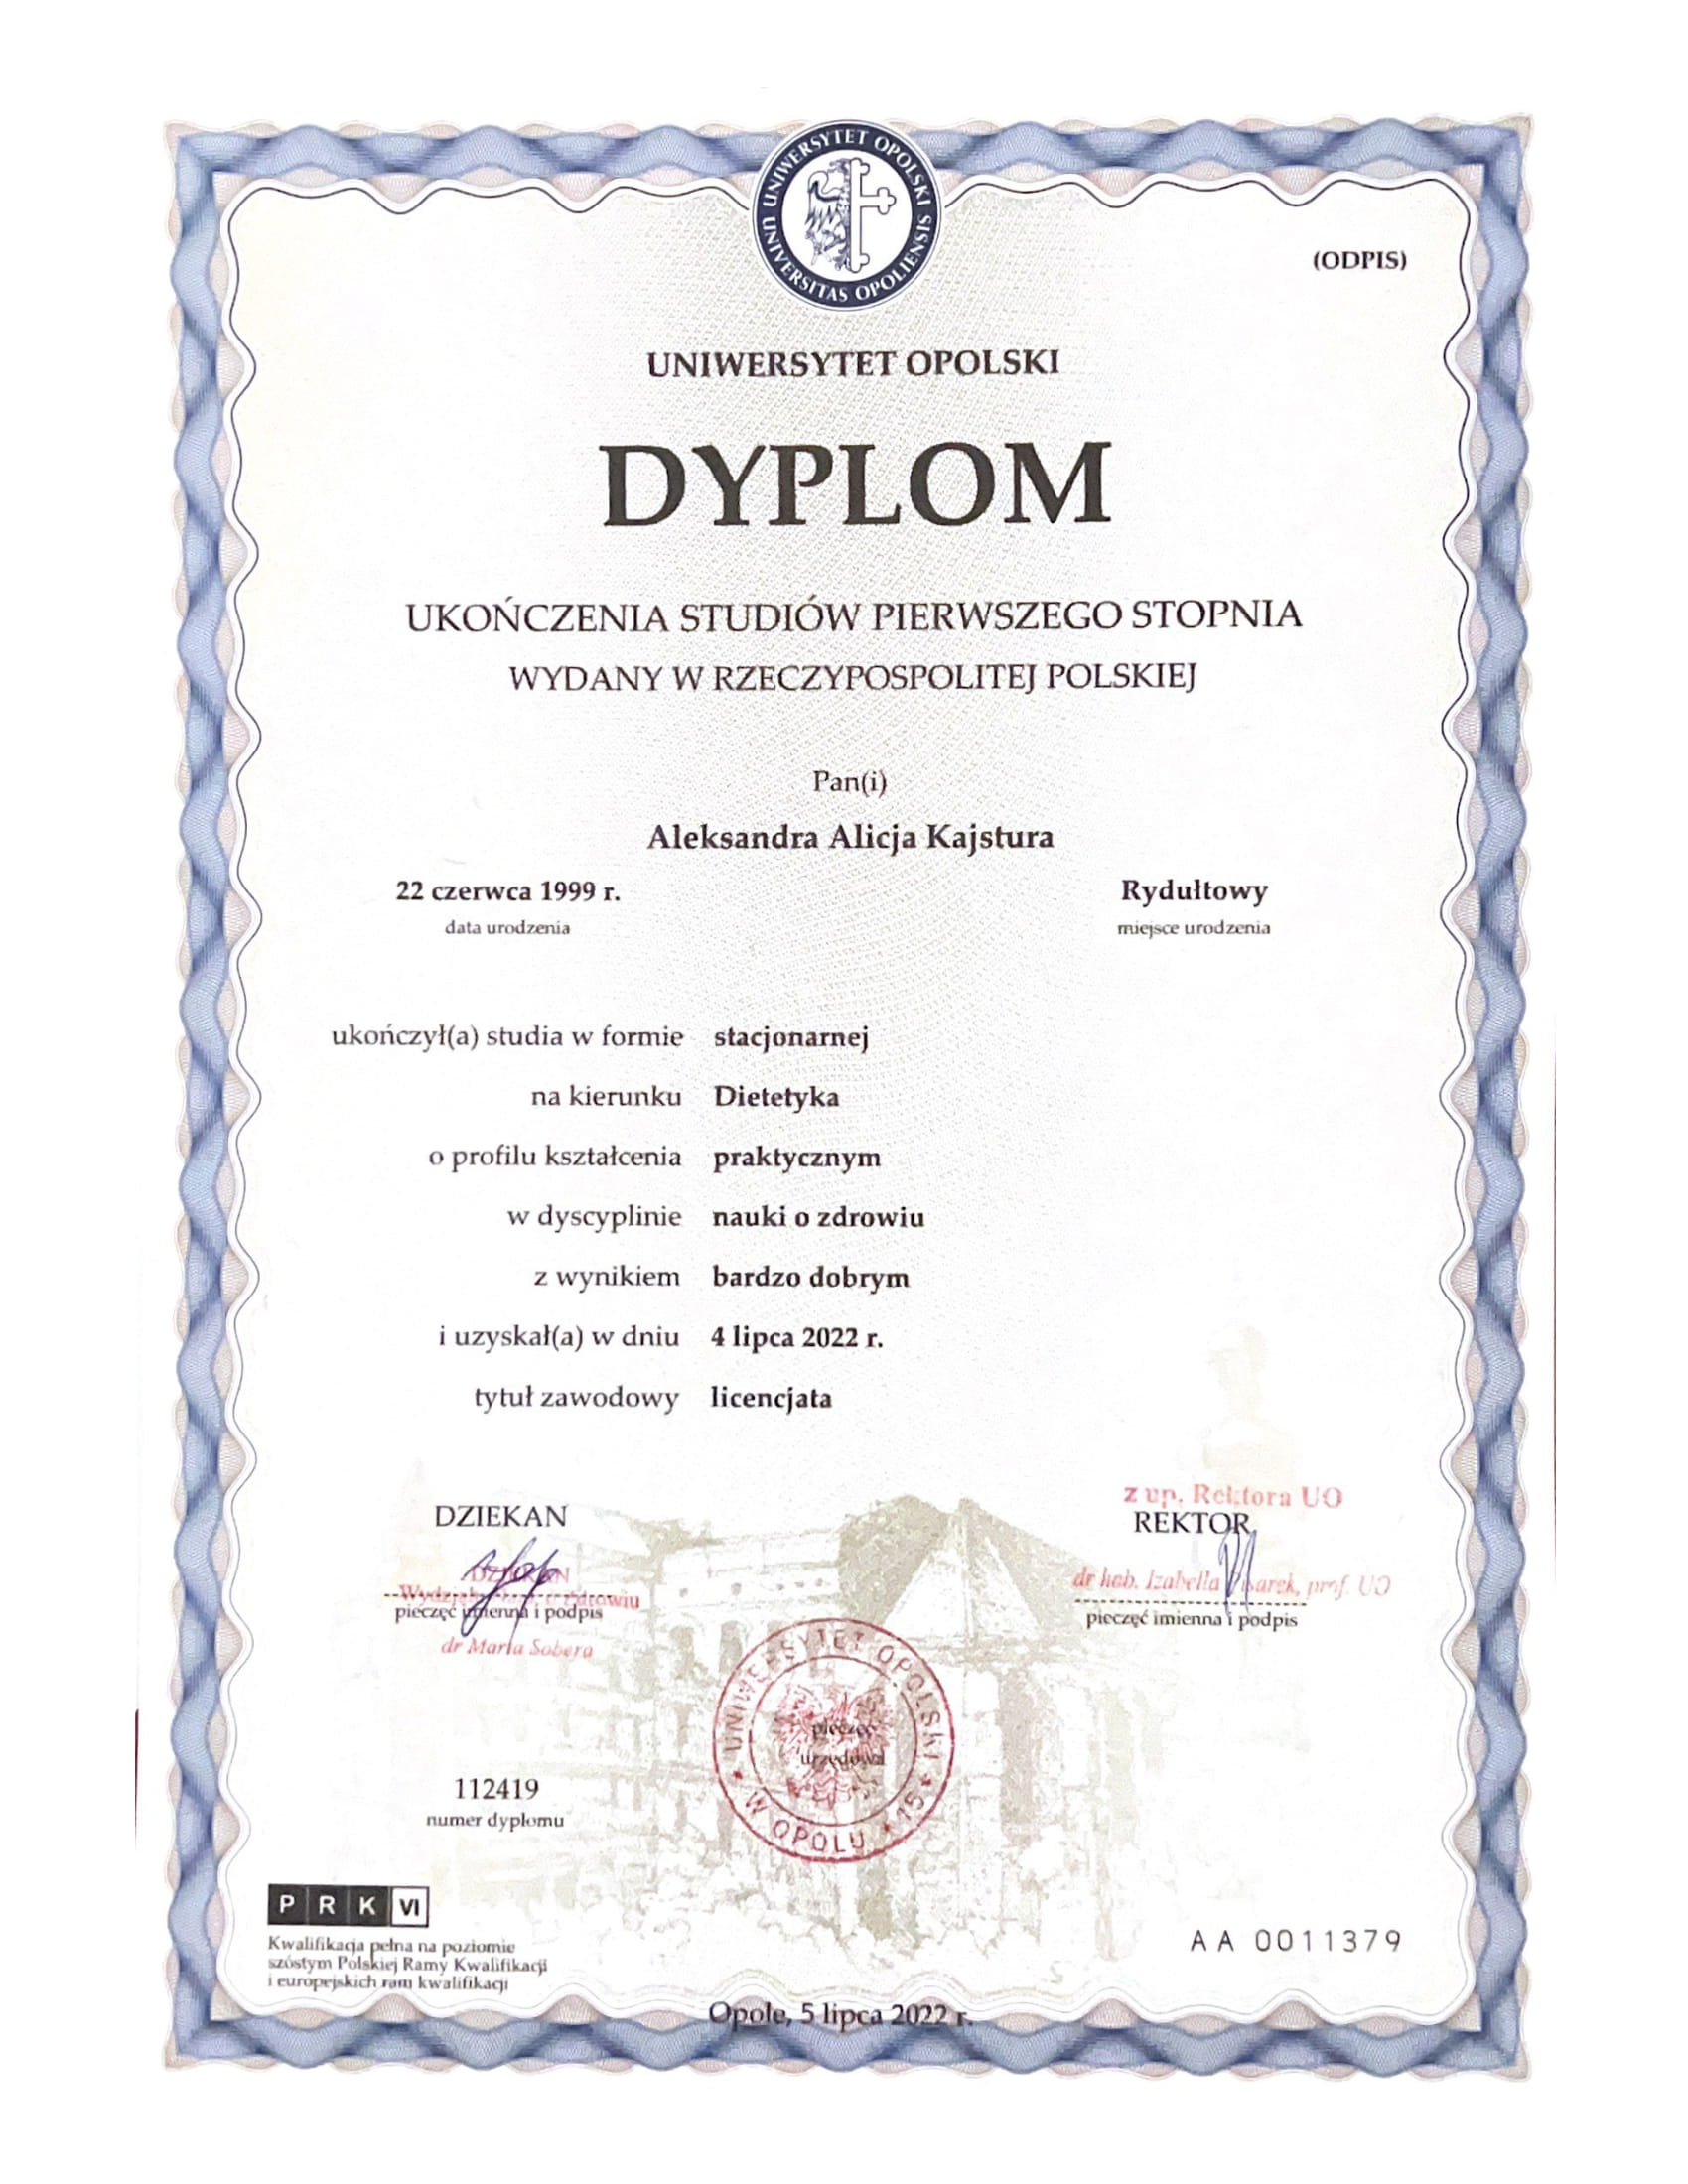 UNIWERSYTET OPOLSKI
UNIVERSITAS OPOLIENSIS
(ODPIS)
UNIWERSYTET OPOLSKI
DYPLOM
UKOŃCZENIA STUDIÓW PIERWSZEGO STOPNIA
WYDANY W RZECZYPOSPOLITEJ POLSKIEJ
Pan(i)
Aleksandra Alicja Kajstura
22 czerwca 1999 r. Rydułtowy
data urodzenia miejsce urodzenia
ukończył(a) studia w formie stacjonarnej
na kierunku Dietetyka
o profilu kształcenia praktycznym
w dyscyplinie nauki o zdrowiu
z wynikiem bardzo dobrym
i uzyskał(a) w dniu 4 lipca 2022 r.
tytuł zawodowy licencjata
z up. Rektora UO
DZIEKAN REKTOR
DZIEKAN
dr hab. Izabella Pisarek, prof. UO
Zdrowiu
pieczęć imienna i podpis pieczęć imienna i podpis
dr Maria Sobera
UNIWERSYTET OPOLSKI
W OPOLU * 15 *
pieczęć
urzędowa
112419
numer dyplomu
PRK VI
Kwalifikacja pełna na poziomie
szóstym Polskiej Ramy Kwalifikacji
i europejskich ram kwalifikacji
AA 0011379
Opole, 5 lipca 2022 r.